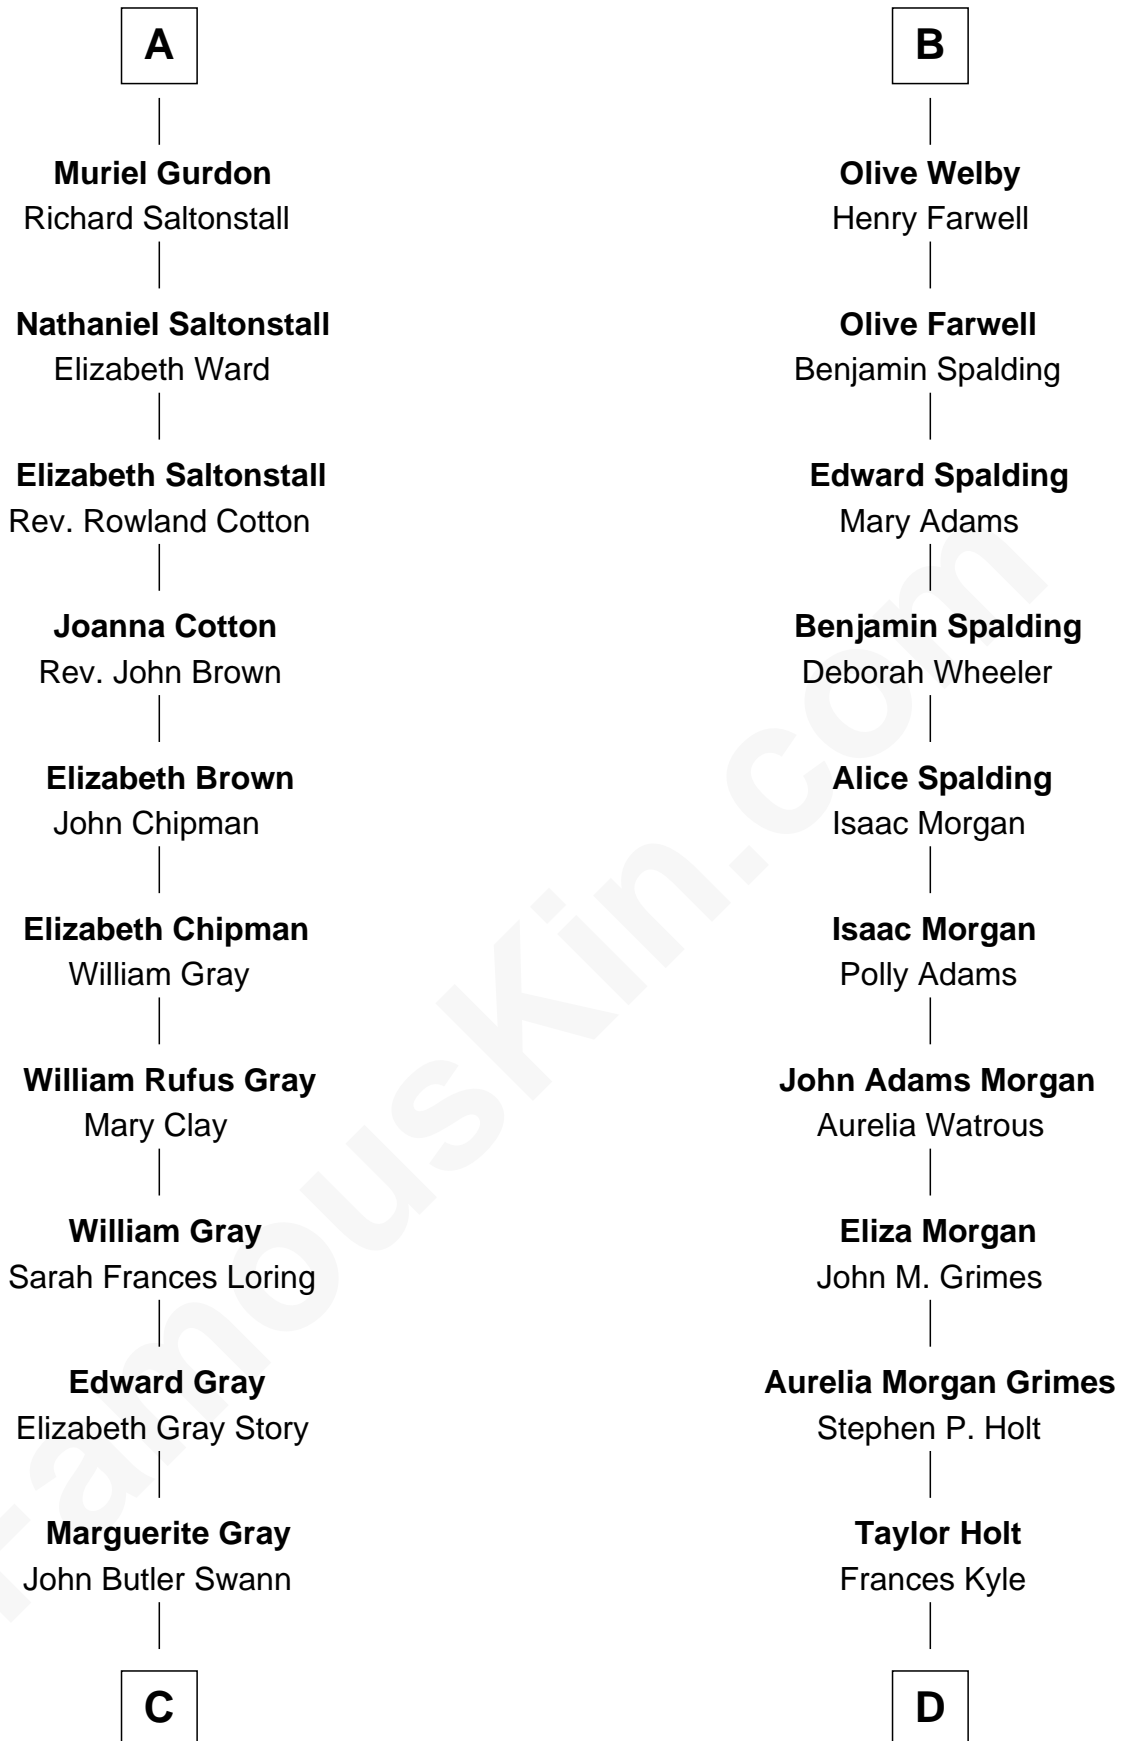 A
Muriel Gurdon
Richard Saltonstall
Nathaniel Saltonstall
Elizabeth Ward
Elizabeth Saltonstall
Rev. Rowland Cotton
Joanna Cotton
Rev. John Brown
Elizabeth Brown
John Chipman
Elizabeth Chipman
William Gray
William Rufus Gray
Mary Clay
William Gray
Sarah Frances Loring
Edward Gray
Elizabeth Gray Story
Marguerite Gray
John Butler Swann
C
B
Olive Welby
Henry Farwell
Olive Farwell
Benjamin Spalding
Edward Spalding
Mary Adams
Benjamin Spalding
Deborah Wheeler
Alice Spalding
Isaac Morgan
Isaac Morgan
Polly Adams
John Adams Morgan
Aurelia Watrous
Eliza Morgan
John M. Grimes
Aurelia Morgan Grimes
Stephen P. Holt
Taylor Holt
Frances Kyle
D
FamousKin.com